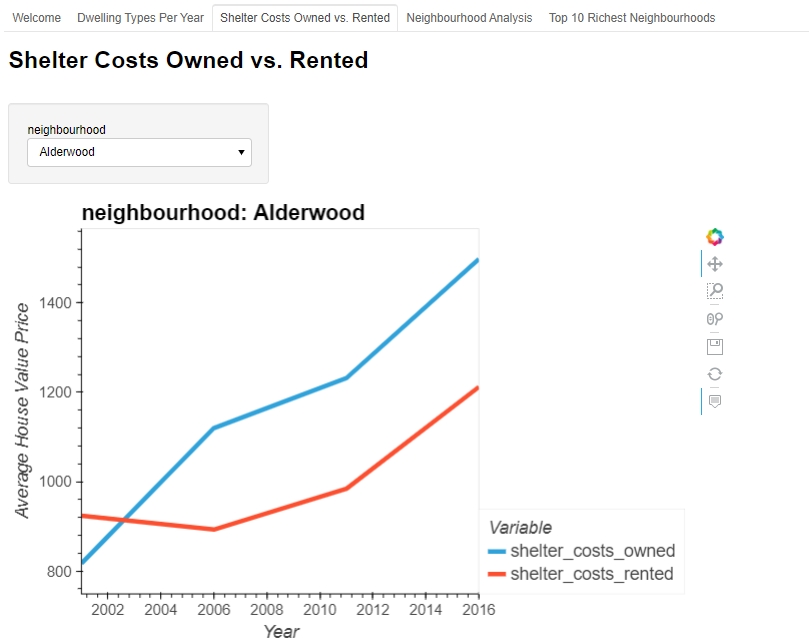 Welcome Dwelling Types Per Year Shelter Costs Owned vs. Rented Neighbourhood Analysis Top 10 Richest Neighbourhoods
Shelter Costs Owned vs. Rented
neighbourhood
Alderwood
neighbourhood: Alderwood
Average House Value Price
1400
1200
1000
800
2002 2004 2006 2008 2010 2012 2014 2016
Year
Variable
shelter_costs_owned
shelter_costs_rented